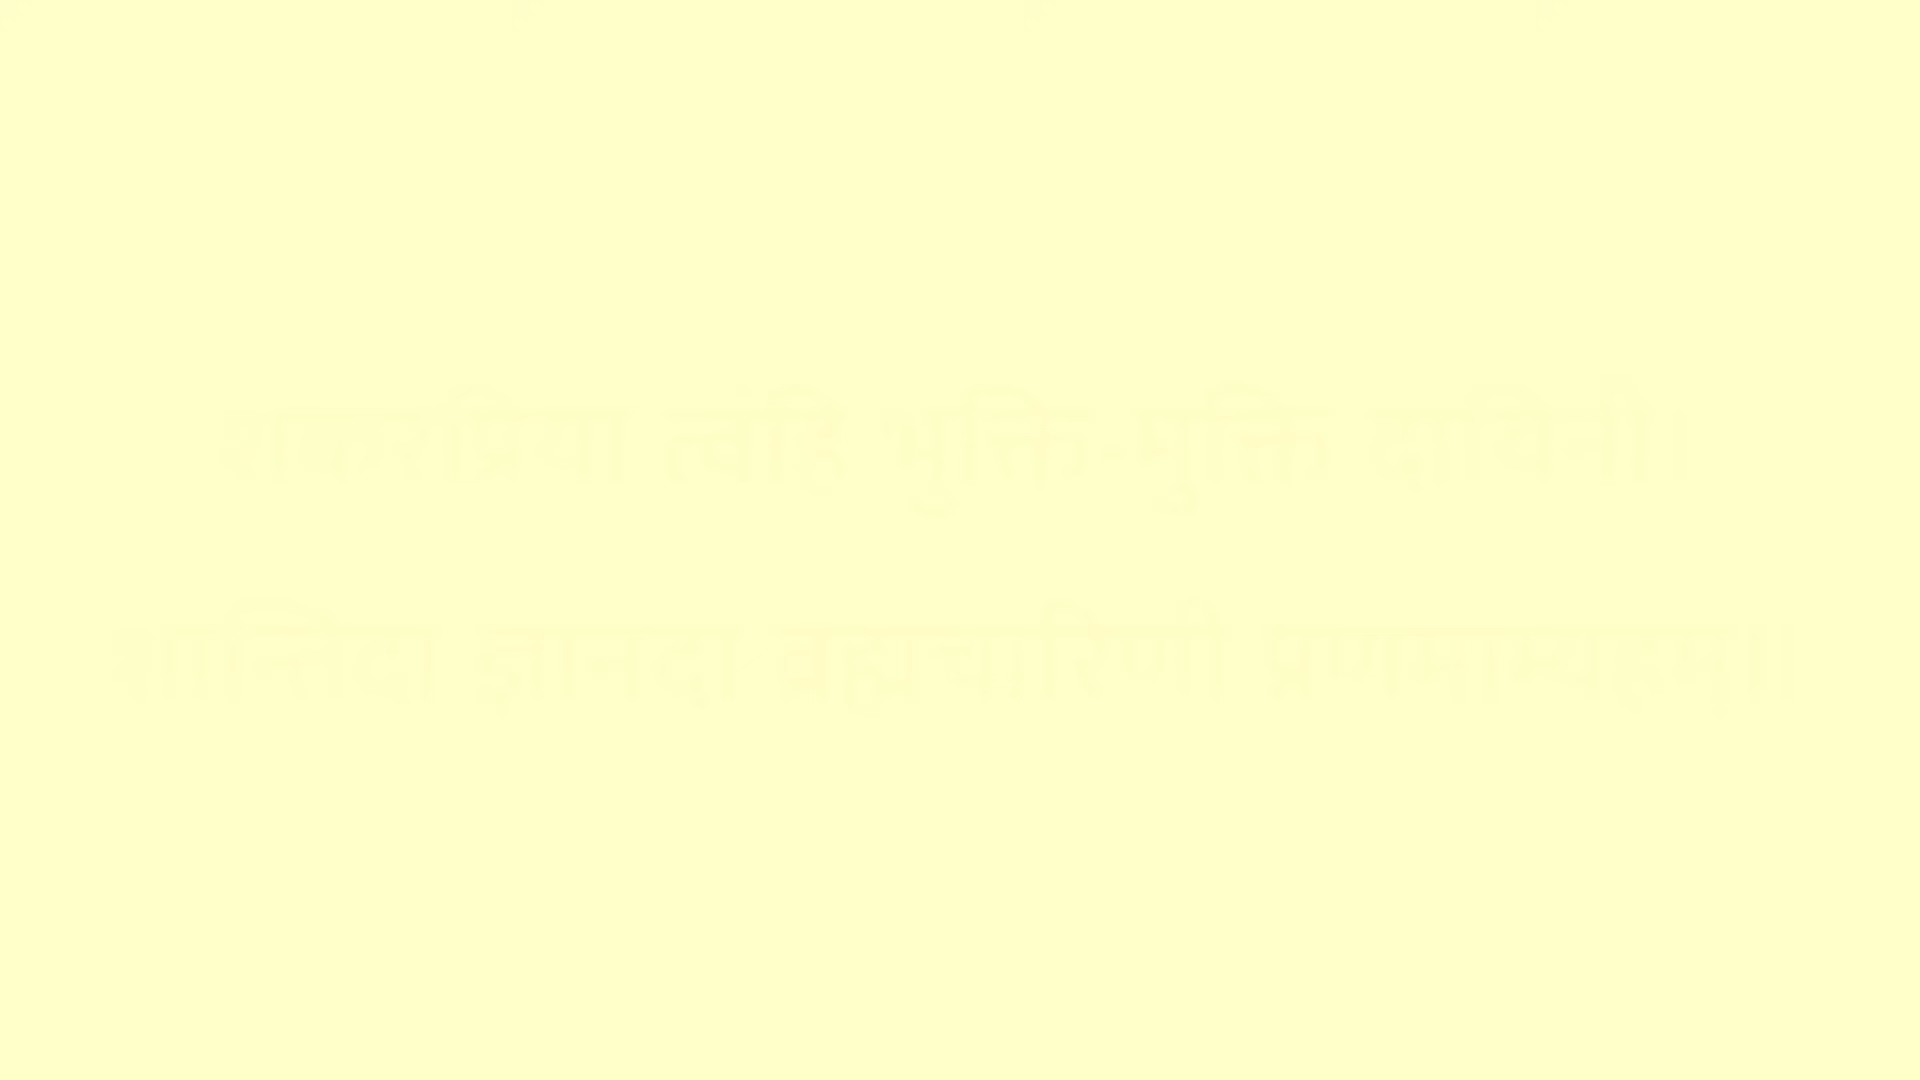 शंकरप्रिया त्वंहि भुक्ति-मुक्ति दायिनी।
शान्तिदा ज्ञानदा ब्रह्मचारिणी प्रणमाम्यहम्।।